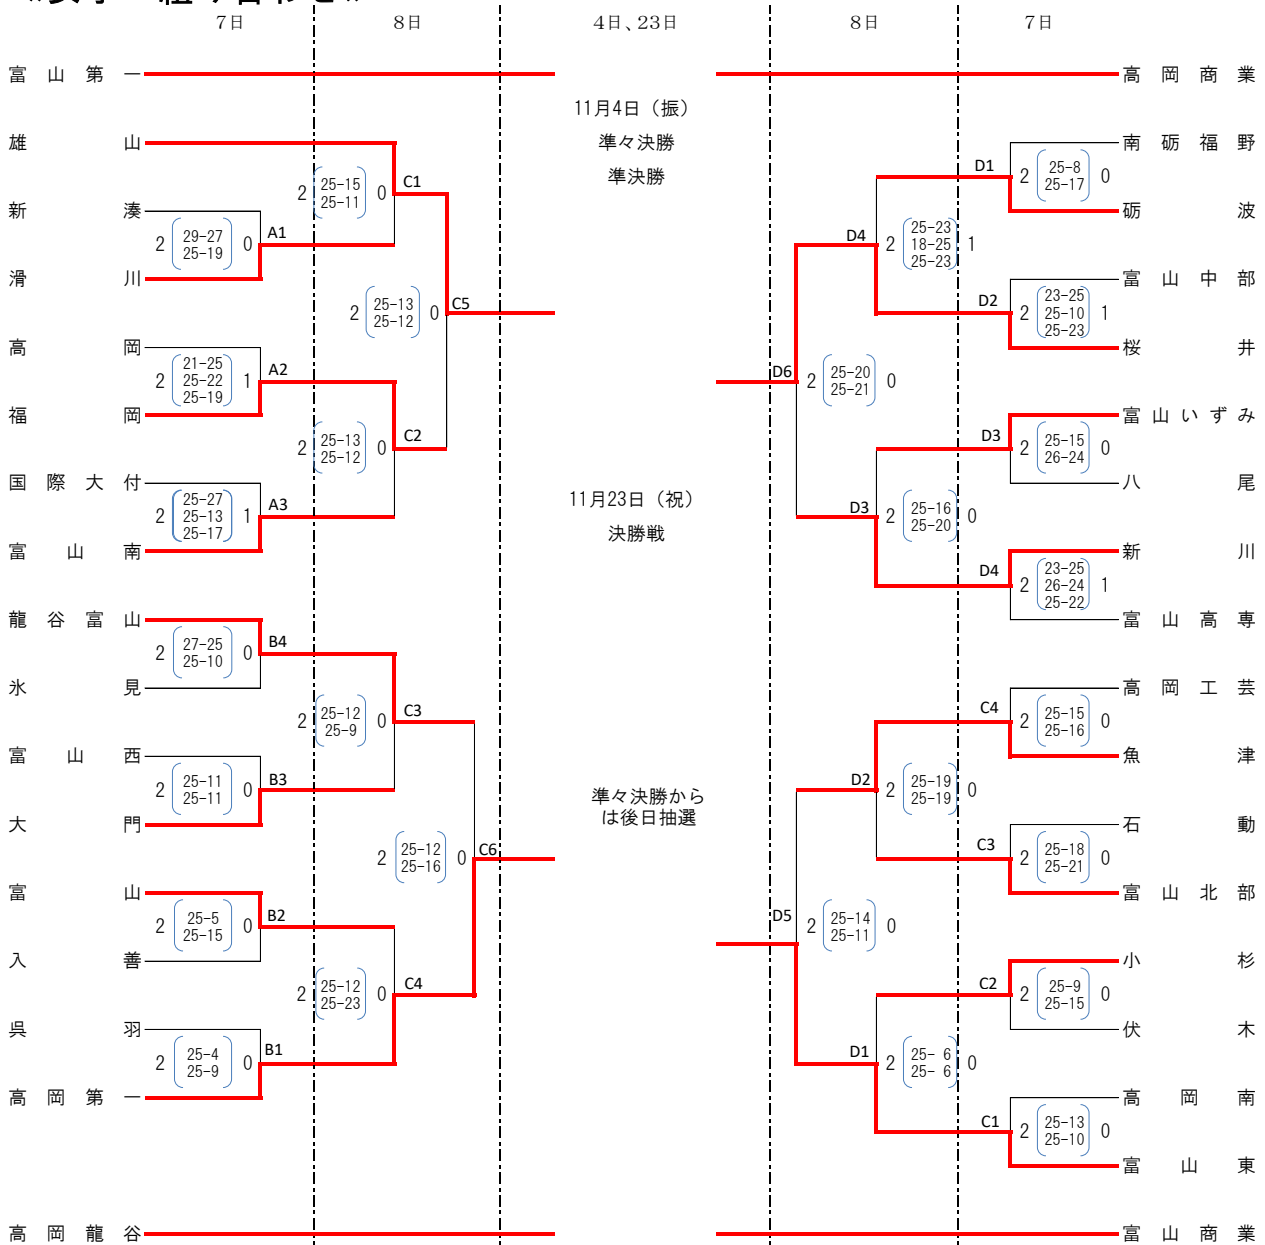 7日 8日 4日、23日 8日 7日
富山第一
雄山
新湊
滑川
高岡
福岡
国際大付
富山南
龍谷富山
氷見
富山西
大門
富山
入善
呉羽
高岡第一
高岡龍谷
2 29-27 0 A1
25-19
2 21-25 1 A2
25-22
25-19
2 25-27 1 A3
25-13
25-17
2 27-25 0 B4
25-10
2 25-11 0 B3
25-11
2 25-5 0 B2
25-15
2 25-4 0 B1
25-9
2 25-15 0 C1
25-11
2 25-13 0 C2
25-12
2 25-12 0 C3
25-9
2 25-12 0 C4
25-23
2 25-13 0 C5
25-12
2 25-12 0 C6
25-16
11月4日（振）
準々決勝
準決勝
11月23日（祝）
決勝戦
準々決勝から
は後日抽選
D6 2 25-20 0
25-21
D5 2 25-14 0
25-11
D4 2 25-23 1
18-25
25-23
D3 2 25-16 0
25-20
D2 2 25-19 0
25-19
D1 2 25- 6 0
25- 6
D1 2 25-8 0
25-17
D2 2 23-25 1
25-10
25-23
D3 2 25-15 0
26-24
D4 2 23-25 1
26-24
25-22
C4 2 25-15 0
25-16
C3 2 25-18 0
25-21
C2 2 25-9 0
25-15
C1 2 25-13 0
25-10
高岡商業
南砺福野
砺波
富山中部
桜井
富山いずみ
八尾
新川
富山高専
高岡工芸
魚津
石動
富山北部
小杉
伏木
高岡南
富山東
富山商業